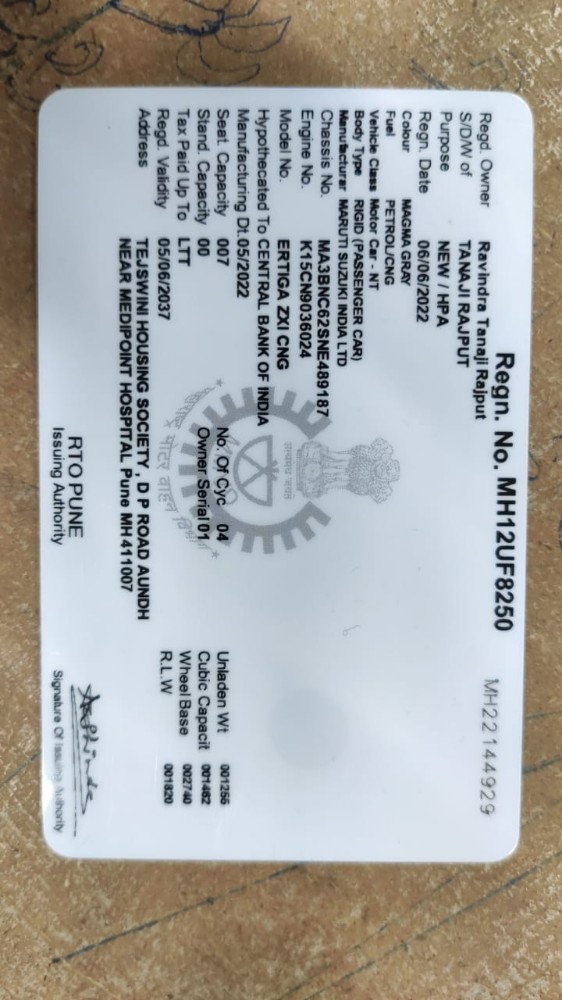 MH22144929
Regn. No. MH12UF8250
Regd. Owner Ravindra Tanaji Rajput
S/D/W of TANAJI RAJPUT
Purpose NEW / HPA
Regn. Date 06/06/2022
Colour MAGMA GRAY
Fuel PETROL/CNG
Vehicle Class Motor Car - NT
Body Type RIGID (PASSENGER CAR)
Manufacturer MARUTI SUZUKI INDIA LTD
Chassis No. MA3BNC62SNE489187
Engine No. K15CN9036024
Model No. ERTIGA ZXI CNG
Hypothecated To CENTRAL BANK OF INDIA
Manufacturing Dt. 05/2022
Seat. Capacity 007 No. Of Cyc 04 Unladen Wt 001255
Stand. Capacity 00 Owner Serial 01 Cubic Capacit 001462
Tax Paid Up To LTT Wheel Base 002740
Regd. Validity 05/06/2037 R.L.W 001820
Address TEJSWINI HOUSING SOCIETY , D P ROAD AUNDH
NEAR MEDIPOINT HOSPITAL Pune MH 411007
RTO,PUNE
Issuing Authority
Signature Of Issuing Authority